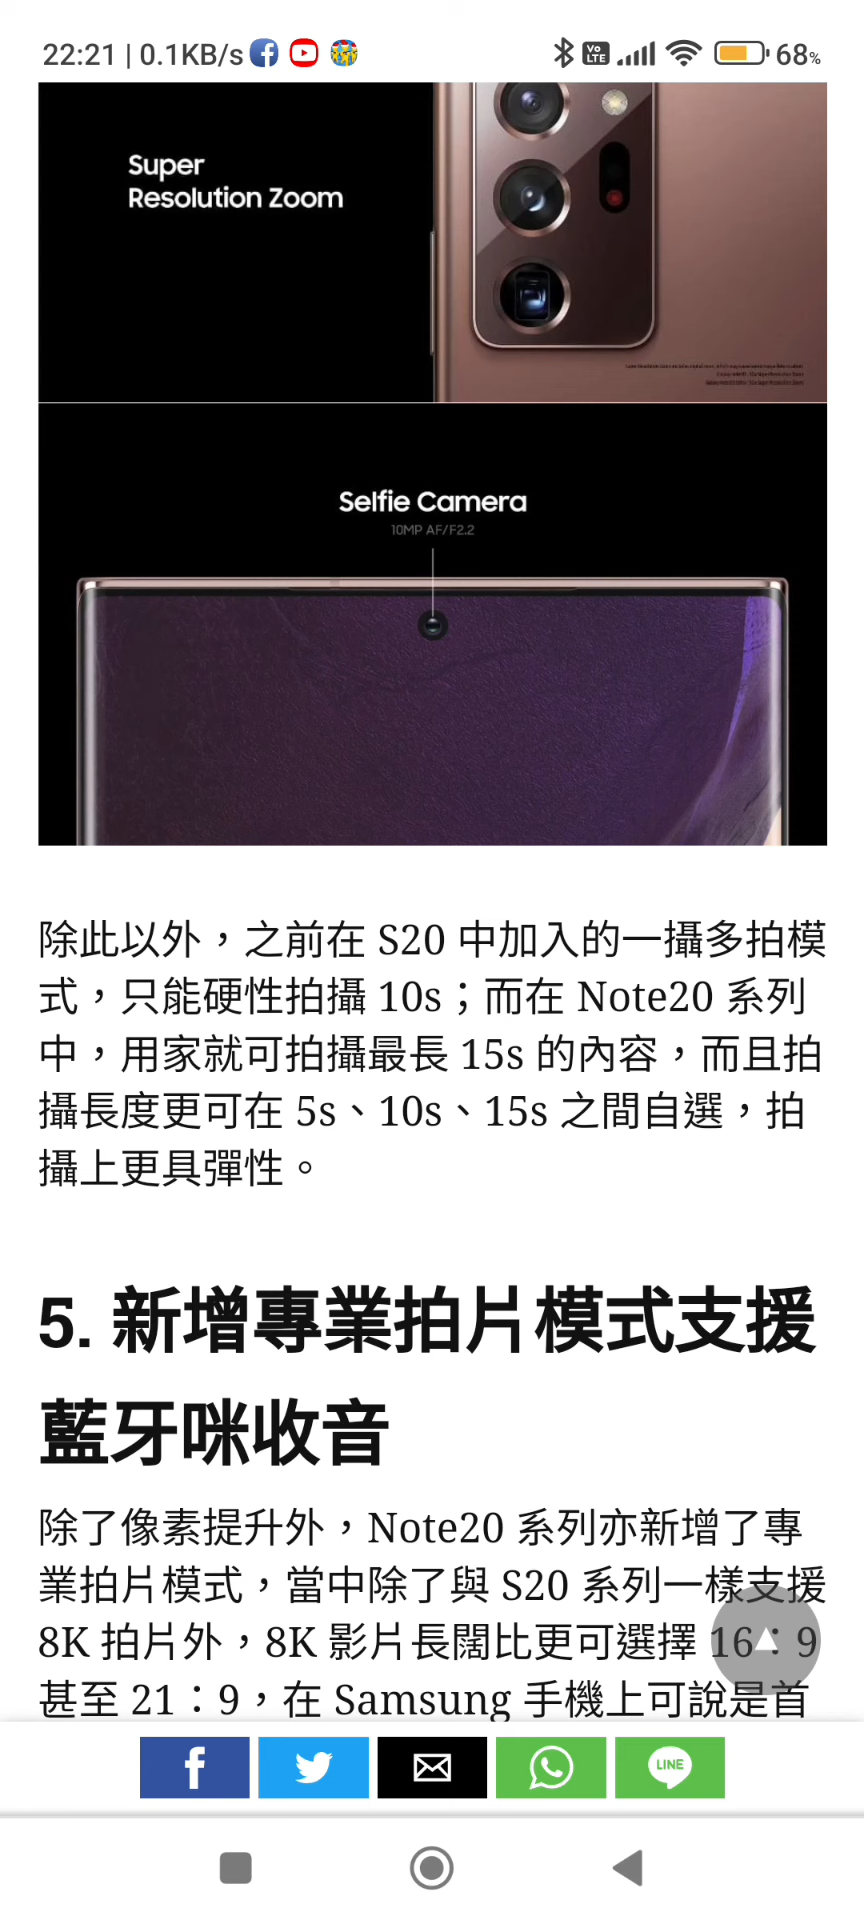 22:21 | 0.1KB/s
Vo LTE
68%
Super
Resolution Zoom
Selfie Camera
10MP AF/F2.2
除此以外，之前在 S20 中加入的一攝多拍模
式，只能硬性拍攝 10s；而在 Note20 系列
中，用家就可拍攝最長 15s 的內容，而且拍
攝長度更可在 5s、10s、15s 之間自選，拍
攝上更具彈性。
5. 新增專業拍片模式支援
藍牙咪收音
除了像素提升外，Note20 系列亦新增了專
業拍片模式，當中除了與 S20 系列一樣支援
8K 拍片外，8K 影片長闊比更可選擇 16：9
甚至 21：9，在 Samsung 手機上可說是首
LINE